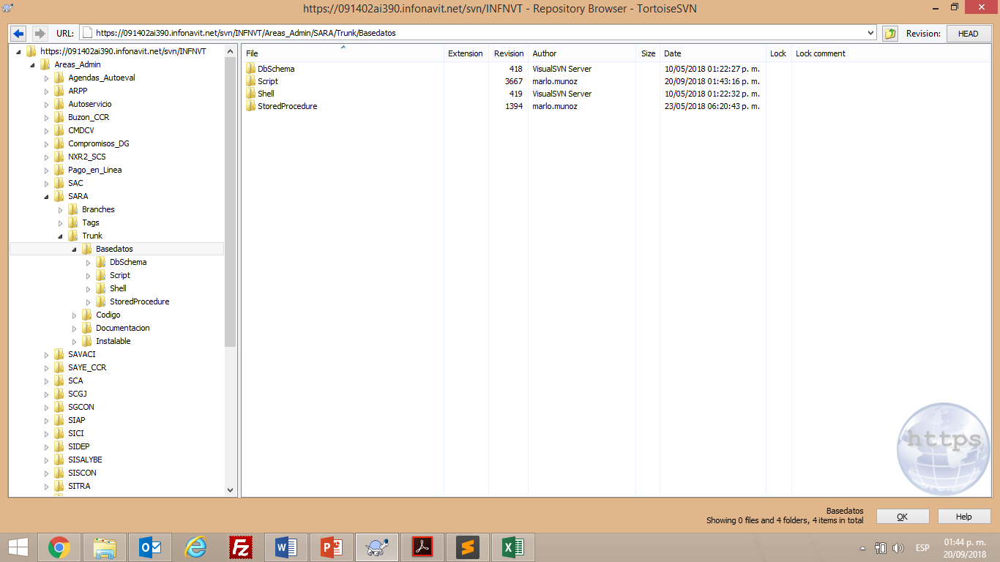 https://091402ai390.infonavit.net/svn/INFNVT - Repository Browser - TortoiseSVN
URL: https://091402ai390.infonavit.net/svn/INFNVT/Areas_Admin/SARA/Trunk/Basedatos Revision: HEAD
https://091402ai390.infonavit.net/svn/INFNVT
Areas_Admin
Agendas_Autoeval
ARPP
Autoservicio
Buzon_CCR
CMDCV
Compromisos_DG
NXR2_SCS
Pago_en_Linea
SAC
SARA
Branches
Tags
Trunk
Basedatos
DbSchema
Script
Shell
StoredProcedure
Codigo
Documentacion
Instalable
SAVACI
SAYE_CCR
SCA
SCGJ
SGCON
SIAP
SICI
SIDEP
SISALYBE
SISCON
SITRA
File Extension Revision Author Size Date Lock Lock comment
DbSchema 418 VisualSVN Server 10/05/2018 01:22:27 p. m.
Script 3667 marlo.munoz 20/09/2018 01:43:16 p. m.
Shell 419 VisualSVN Server 10/05/2018 01:22:32 p. m.
StoredProcedure 1394 marlo.munoz 23/05/2018 06:20:43 p. m.
https
Basedatos
Showing 0 files and 4 folders, 4 items in total
OK Help
ESP
01:44 p. m.
20/09/2018